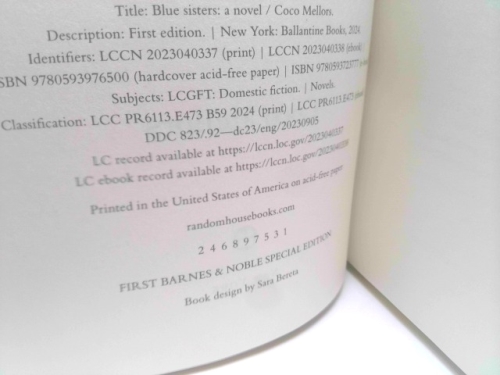 Title: Blue sisters: a novel / Coco Mellors.
Description: First edition. | New York: Ballantine Books, 2024.
Identifiers: LCCN 2023040337 (print) | LCCN 2023040338 (ebook)
ISBN 9780593976500 (hardcover acid-free paper) | ISBN
Subjects: LCGFT: Domestic fiction. | Novels.
Classification: LCC PR6113.E473 B59 2024 (print) | LCC PR6113.E473
DDC 823/.92—dc23/eng/20230905
LC record available at https://lccn.loc.gov/2023040337
LC ebook record available at https://lccn.loc.gov/2023040338
Printed in the United States of America on acid-free paper
randomhousebooks.com
2 4 6 8 9 7 5 3 1
FIRST BARNES & NOBLE SPECIAL EDITION
Book design by Sara Bereta